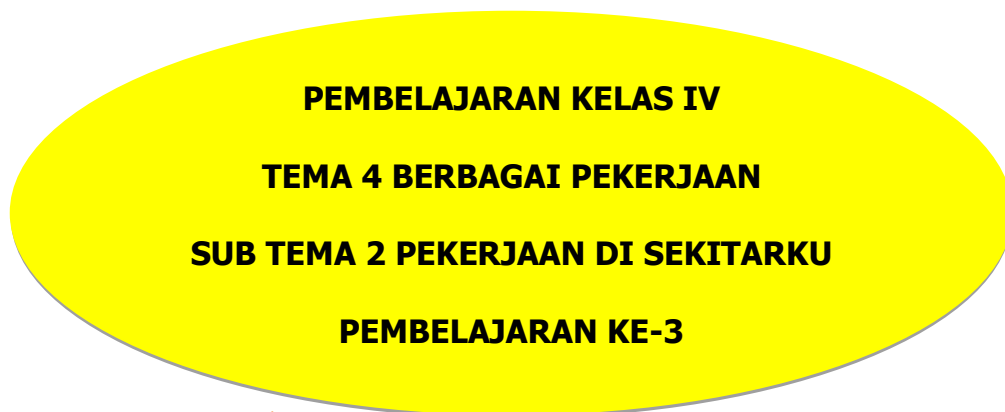 PEMBELAJARAN KELAS IV
TEMA 4 BERBAGAI PEKERJAAN
SUB TEMA 2 PEKERJAAN DI SEKITARKU
PEMBELAJARAN KE-3